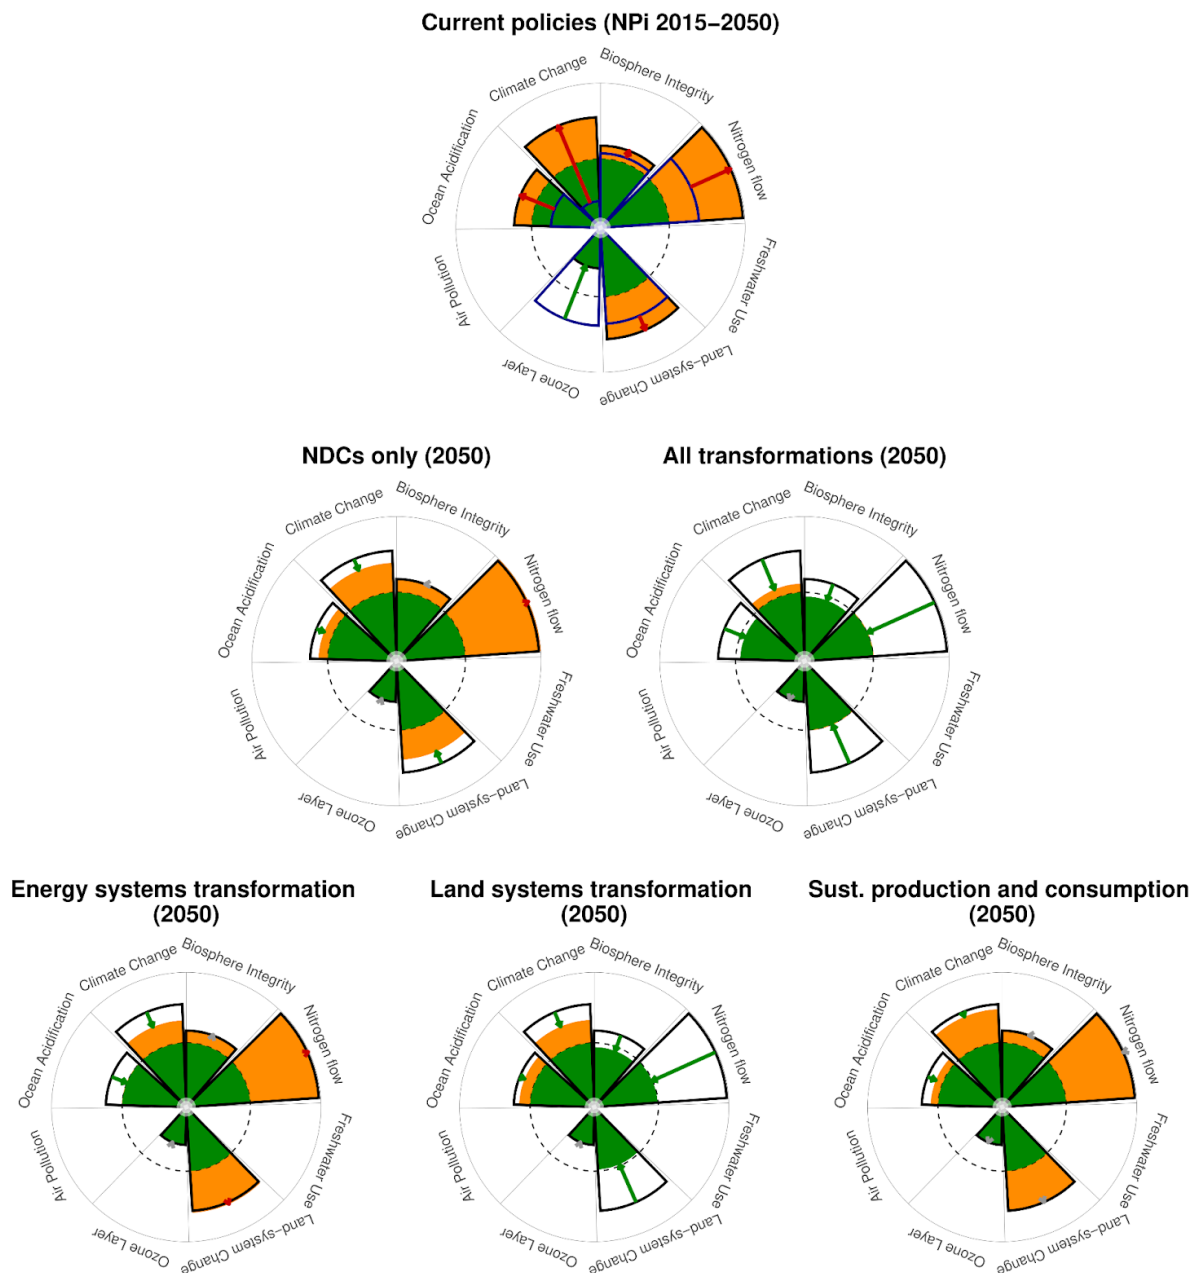 Current policies (NPi 2015–2050)
Climate Change
Biosphere Integrity
Ocean Acidification
Nitrogen flow
Air Pollution
Freshwater Use
Ozone Layer
Land–system Change
NDCs only (2050)
All transformations (2050)
Climate Change
Biosphere Integrity
Ocean Acidification
Nitrogen flow
Air Pollution
Freshwater Use
Ozone Layer
Land–system Change
Climate Change
Biosphere Integrity
Ocean Acidification
Nitrogen flow
Air Pollution
Freshwater Use
Ozone Layer
Land–system Change
Energy systems transformation
(2050)
Land systems transformation
(2050)
Sust. production and consumption
(2050)
Climate Change
Biosphere Integrity
Ocean Acidification
Nitrogen flow
Air Pollution
Freshwater Use
Ozone Layer
Land–system Change
Climate Change
Biosphere Integrity
Ocean Acidification
Nitrogen flow
Air Pollution
Freshwater Use
Ozone Layer
Land–system Change
Climate Change
Biosphere Integrity
Ocean Acidification
Nitrogen flow
Air Pollution
Freshwater Use
Ozone Layer
Land–system Change